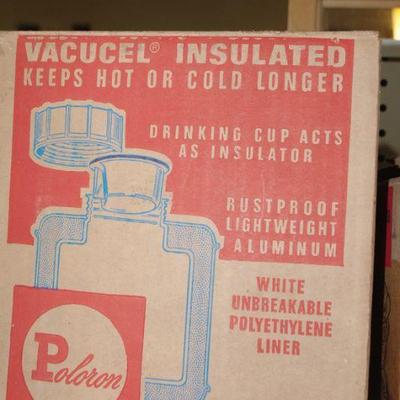 VACUCEL® INSULATED
KEEPS HOT OR COLD LONGER
DRINKING CUP ACTS
AS INSULATOR
RUSTPROOF
LIGHTWEIGHT
ALUMINUM
WHITE
UNBREAKABLE
POLYETHYLENE
LINER
Poloron